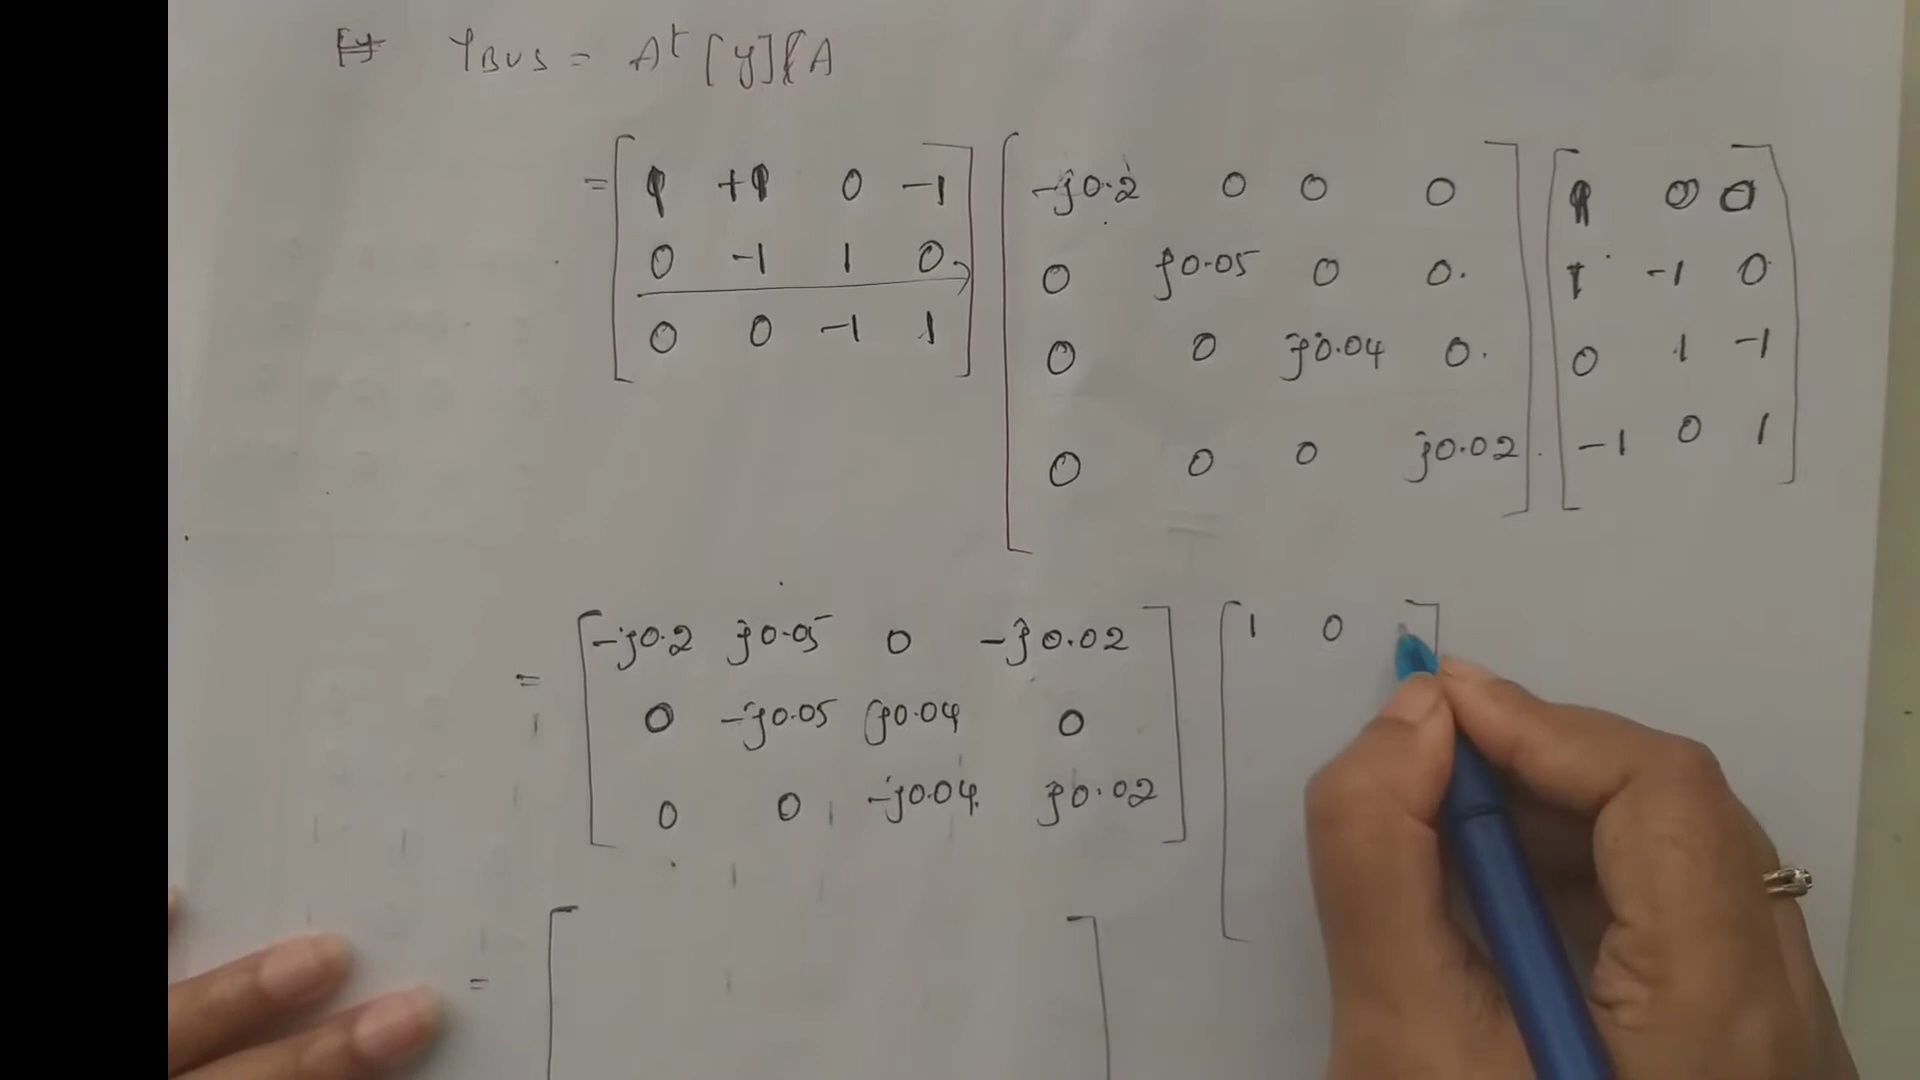 Y BUS = Aᵗ [y] A
= [ 1 +1 0 -1 ] [ -j0.2 0 0 0 ] [ 1 0 0 ]
[ 0 -1 1 0 ] [ 0 j0.05 0 0. ] [ 1 -1 0 ]
[ 0 0 -1 1 ] [ 0 0 j0.04 0. ] [ 0 1 -1 ]
[ 0 0 0 j0.02 ] [ -1 0 1 ]
= [ -j0.2 j0.05 0 -j0.02 ] [ 1 0 ]
[ 0 -j0.05 j0.04 0 ]
[ 0 0 -j0.04 j0.02 ]
= [ ]